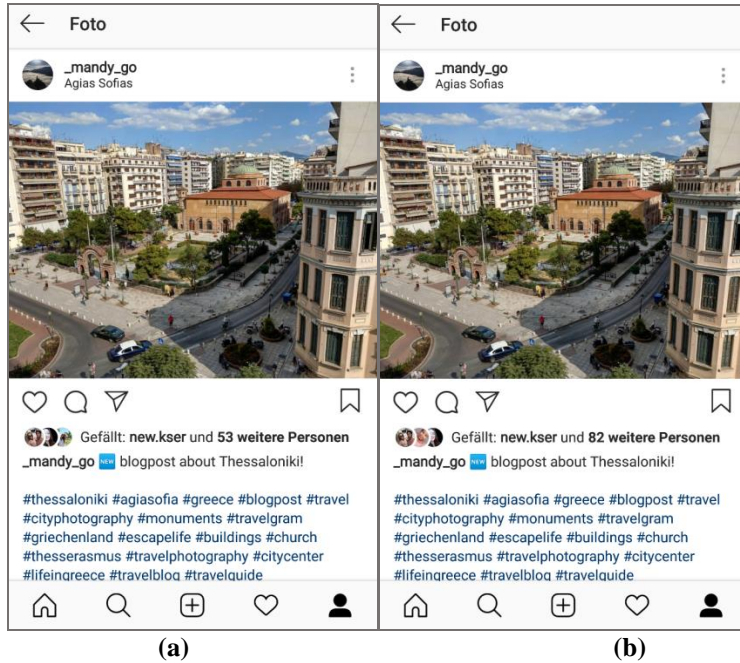 Foto
_mandy_go
Agias Sofias
Gefällt: new.kser und 53 weitere Personen
_mandy_go NEW blogpost about Thessaloniki!
#thessaloniki #agiasofia #greece #blogpost #travel
#cityphotography #monuments #travelgram
#griechenland #escapelife #buildings #church
#thesserasmus #travelphotography #citycenter
#lifeingreece #travelblog #travelguide
(a)
Foto
_mandy_go
Agias Sofias
Gefällt: new.kser und 82 weitere Personen
_mandy_go NEW blogpost about Thessaloniki!
#thessaloniki #agiasofia #greece #blogpost #travel
#cityphotography #monuments #travelgram
#griechenland #escapelife #buildings #church
#thesserasmus #travelphotography #citycenter
#lifeingreece #travelblog #travelguide
(b)